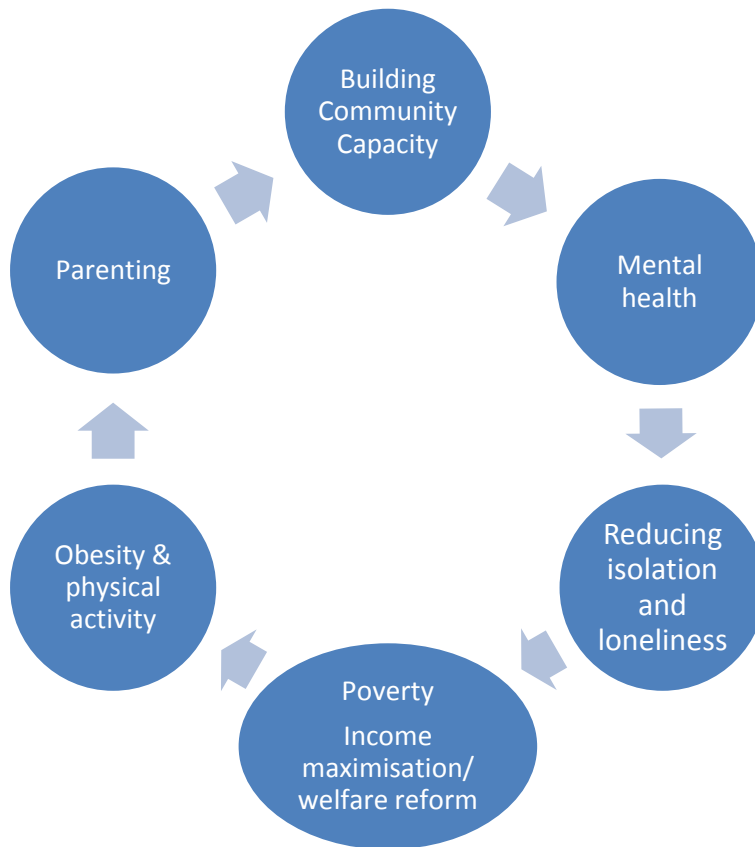 Building
Community
Capacity
Mental
health
Reducing
isolation
and
loneliness
Poverty
Income
maximisation/
welfare reform
Obesity &
physical
activity
Parenting